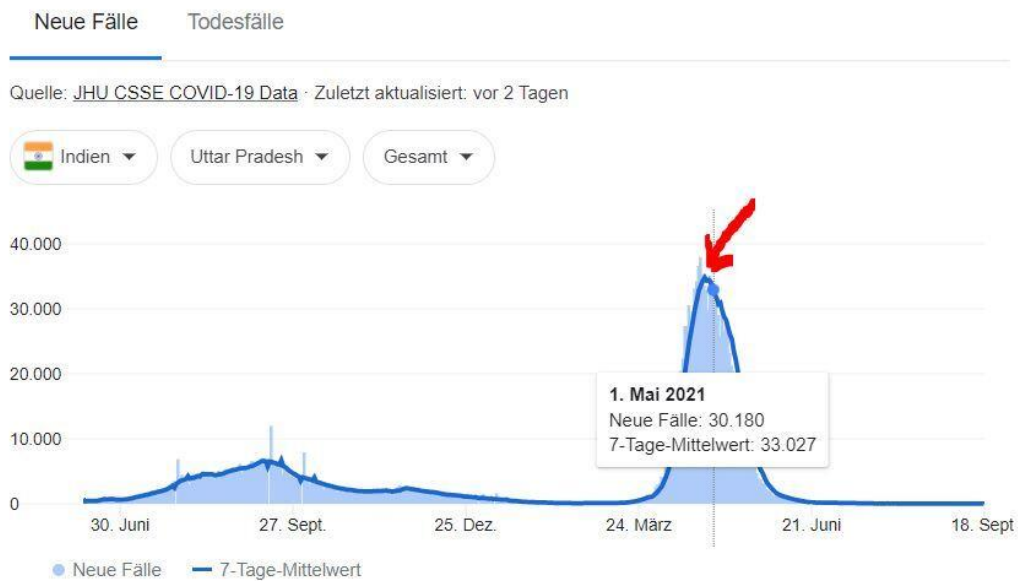 Neue Fälle Todesfälle
Quelle: JHU CSSE COVID-19 Data · Zuletzt aktualisiert: vor 2 Tagen
Indien Uttar Pradesh Gesamt
40.000
30.000
20.000
10.000
0
1. Mai 2021
Neue Fälle: 30.180
7-Tage-Mittelwert: 33.027
30. Juni 27. Sept. 25. Dez. 24. März 21. Juni 18. Sept
Neue Fälle 7-Tage-Mittelwert